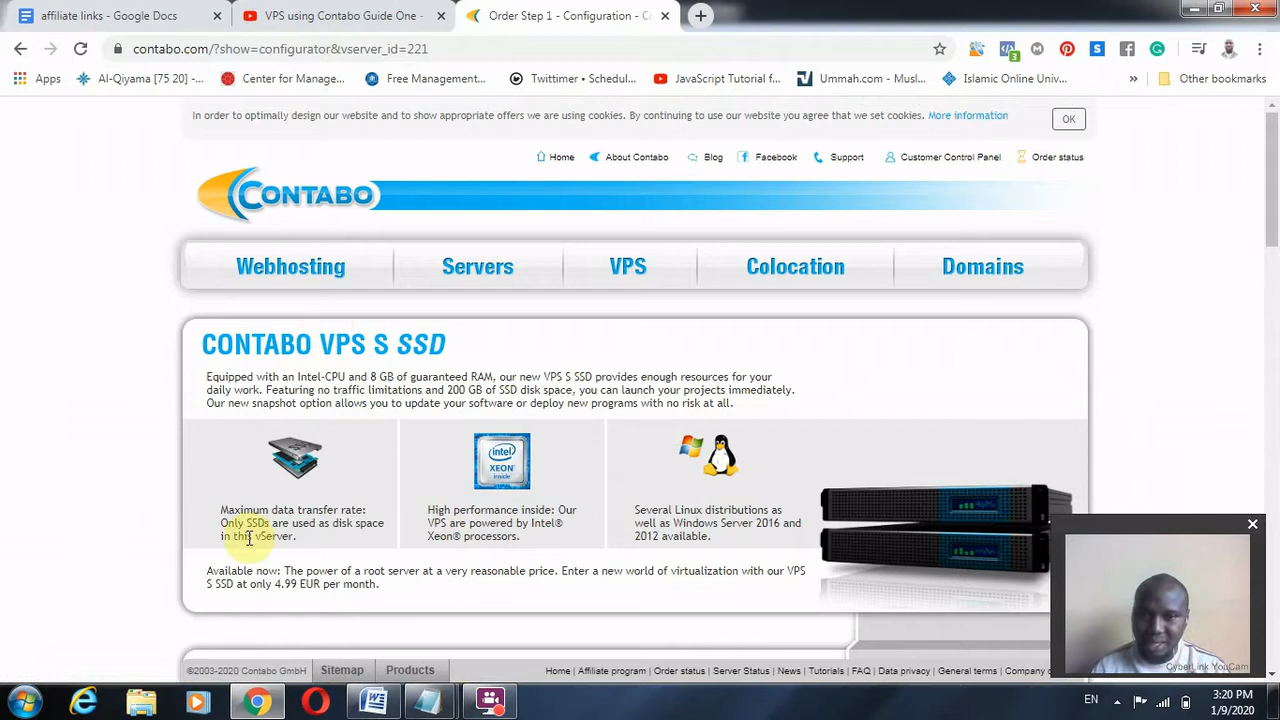 affiliate links - Google Docs
VPS using Contabo Guide One -
Order Step 1 - Configuration - C
contabo.com/?show=configurator&vserver_id=221
3
Apps
Al-Qiyama [75 20] - ...
Center for Manage...
Free Management...
Twittimer • Schedul...
JavaScript Tutorial f...
Ummah.com - Musl...
Islamic Online Univ...
»
Other bookmarks
In order to optimally design our website and to show appropriate offers we are using cookies. By continuing to use our website you agree that we set cookies. More information
OK
Home
About Contabo
Blog
Facebook
Support
Customer Control Panel
Order status
CONTABO
Webhosting
Servers
VPS
Colocation
Domains
CONTABO VPS S SSD
Equipped with an Intel-CPU and 8 GB of guaranteed RAM, our new VPS S SSD provides enough resources for your
daily work. Featuring no traffic limitations and 200 GB of SSD disk space, you can launch your projects immediately.
Our new snapshot option allows you to update your software or deploy new programs with no risk at all.
intel
XEON
inside
Maximum data transfer rate:
Only SSDs are used as disk space
in this vServer.
High performance inside: Our
VPS are powered by Intel®
Xeon® processors.
Several Linux distributions as
well as Windows Server 2016 and
2012 available.
Available now: The power of a root server at a very reasonable price. Enter a new world of virtualization with our VPS
S SSD at only 4.99 EUR per month.
©2003-2020 Contabo GmbH
Sitemap
Products
Home | Affiliate program | Order status | Server Status | News | Tutorials | FAQ | Data privacy | General terms | Company
CyberLink YouCam
EN
3:20 PM
1/9/2020